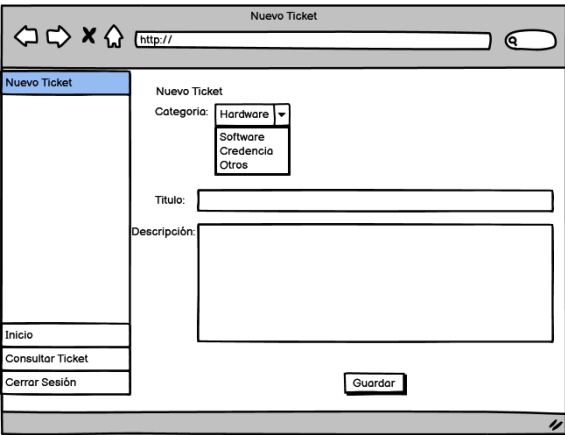 Nuevo Ticket
http://
Nuevo Ticket
Nuevo Ticket
Categoria: Hardware
Software
Credencia
Otros
Titulo:
Descripción:
Inicio
Consultar Ticket
Cerrar Sesión
Guardar